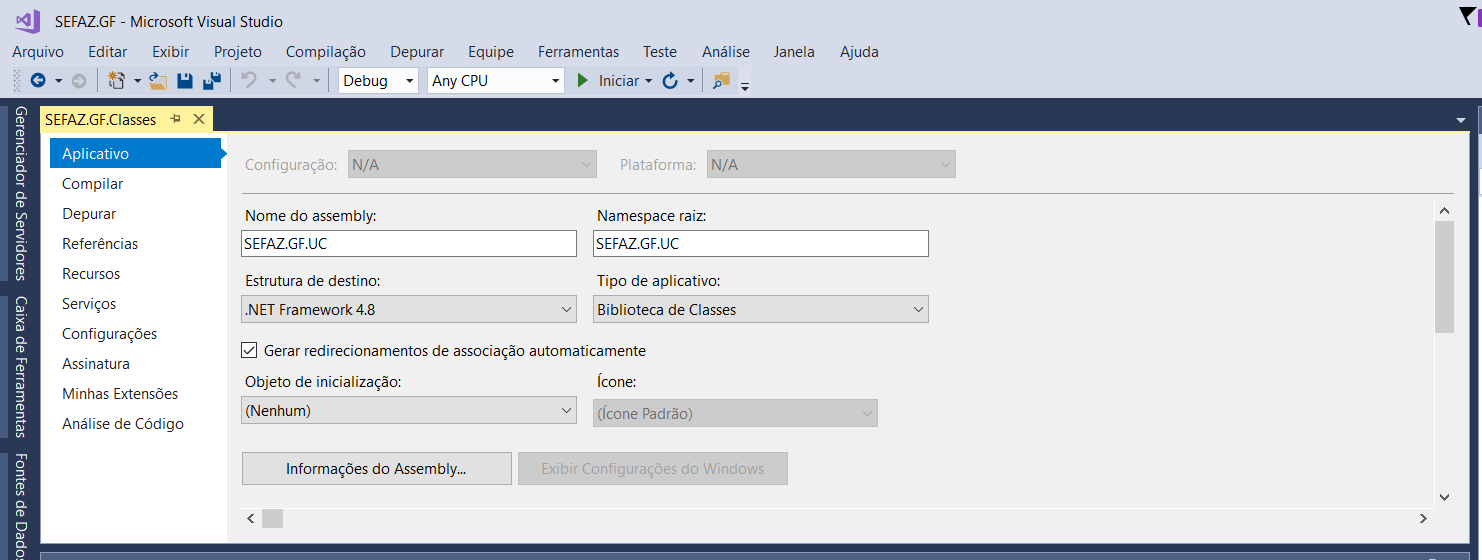 SEFAZ.GF - Microsoft Visual Studio
Arquivo Editar Exibir Projeto Compilação Depurar Equipe Ferramentas Teste Análise Janela Ajuda
Debug Any CPU Iniciar
Gerenciador de Servidores
Caixa de Ferramentas
Fontes de Dados
SEFAZ.GF.Classes
Aplicativo
Compilar
Depurar
Referências
Recursos
Serviços
Configurações
Assinatura
Minhas Extensões
Análise de Código
Configuração: N/A Plataforma: N/A
Nome do assembly: Namespace raiz:
SEFAZ.GF.UC SEFAZ.GF.UC
Estrutura de destino: Tipo de aplicativo:
.NET Framework 4.8 Biblioteca de Classes
Gerar redirecionamentos de associação automaticamente
Objeto de inicialização: Ícone:
(Nenhum) (Ícone Padrão)
Informações do Assembly... Exibir Configurações do Windows